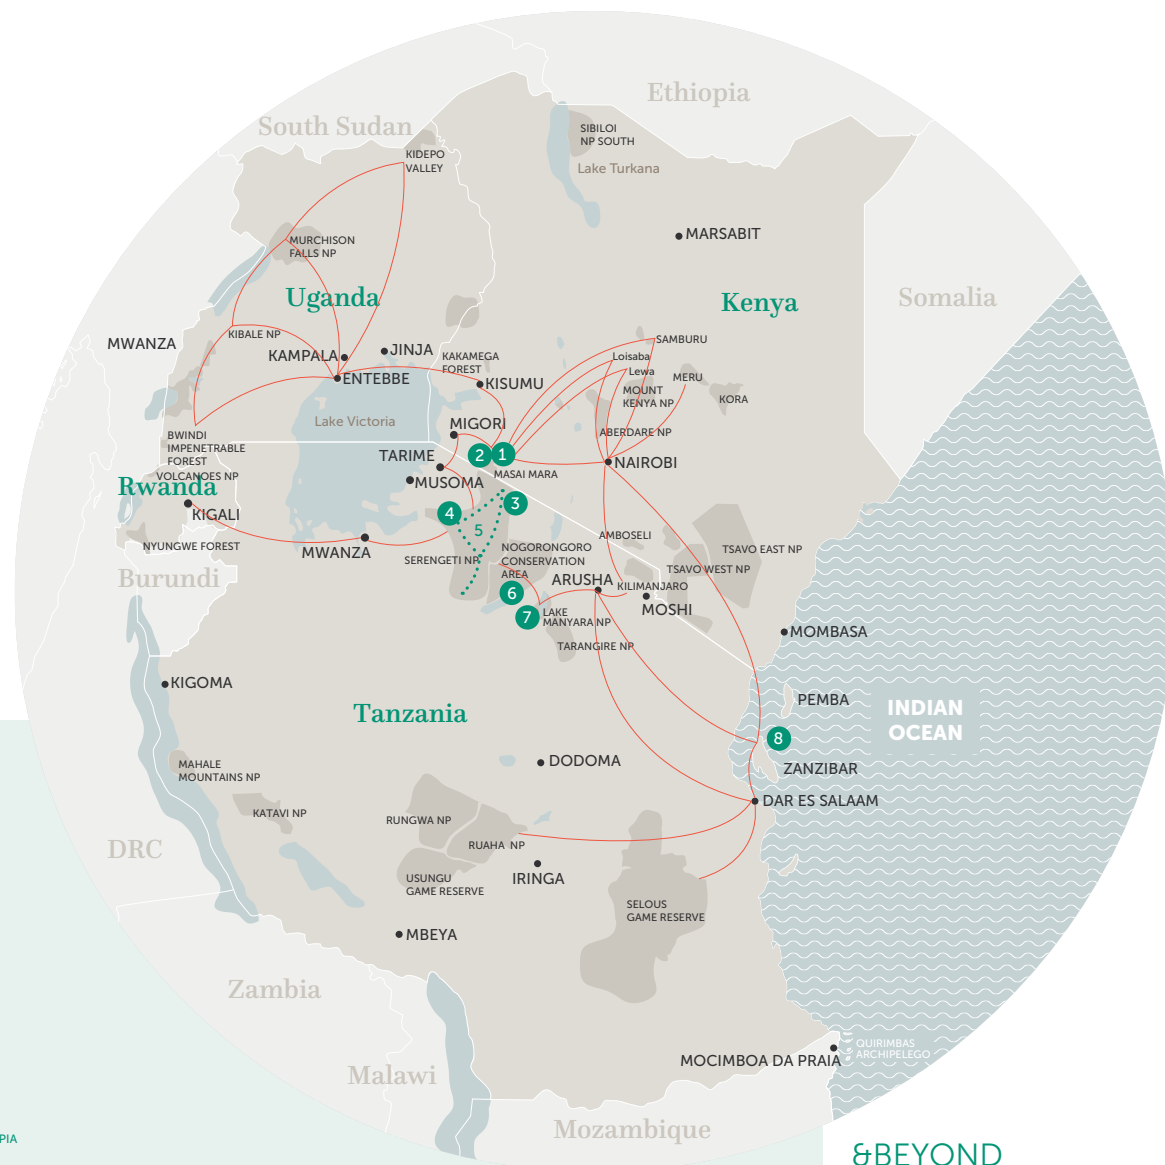 Ethiopia
South Sudan
SIBILOI
NP SOUTH
KIDEPO
VALLEY
Lake Turkana
MARSABIT
MURCHISON
FALLS NP
Uganda
Kenya
Somalia
KIBALE NP
MWANZA
KAMPALA
JINJA
KAKAMEGA
FOREST
SAMBURU
Loisaba
Lewa
MERU
ENTEBBE
KISUMU
MOUNT
KENYA NP
KORA
Lake Victoria
MIGORI
ABERDARE NP
BWINDI
IMPENETRABLE
FOREST
VOLCANOES NP
TARIME
2
1
NAIROBI
MASAI MARA
Rwanda
MUSOMA
KIGALI
4
3
5
NYUNGWE FOREST
MWANZA
SERENGETI NP
NOGORONGORO
CONSERVATION
AREA
AMBOSELI
TSAVO EAST NP
TSAVO WEST NP
Burundi
ARUSHA
KILIMANJARO
6
MOSHI
7
LAKE
MANYARA NP
MOMBASA
TARANGIRE NP
KIGOMA
PEMBA
INDIAN
OCEAN
Tanzania
8
ZANZIBAR
DODOMA
MAHALE
MOUNTAINS NP
DAR ES SALAAM
KATAVI NP
RUNGWA NP
RUAHA NP
DRC
USUNGU
GAME RESERVE
IRINGA
SELOUS
GAME RESERVE
MBEYA
Zambia
QUIRIMBAS
ARCHIPELEGO
MOCIMBOA DA PRAIA
Malawi
Mozambique
PIA
&BEYOND